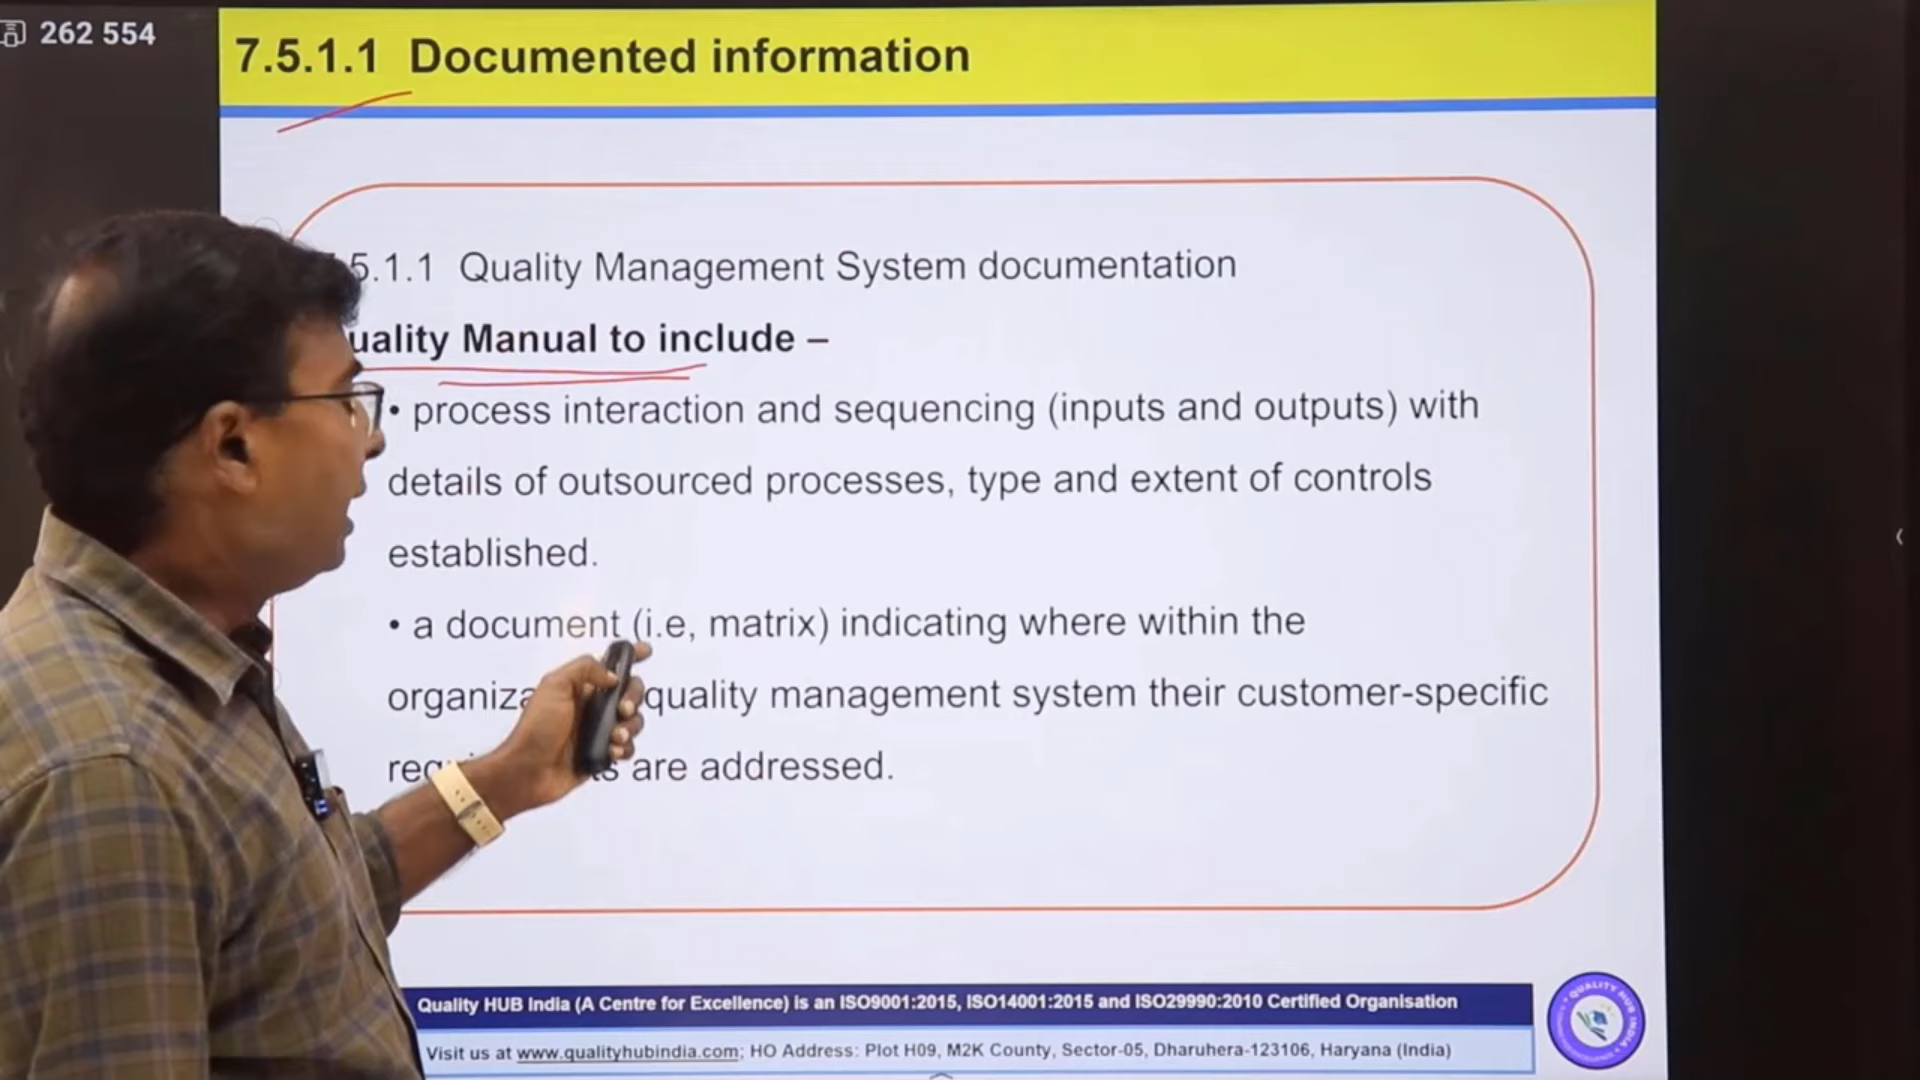 262 554
7.5.1.1 Documented information
5.1.1 Quality Management System documentation
uality Manual to include –
• process interaction and sequencing (inputs and outputs) with
details of outsourced processes, type and extent of controls
established.
• a document (i.e, matrix) indicating where within the
organiza quality management system their customer-specific
req s are addressed.
Quality HUB India (A Centre for Excellence) is an ISO9001:2015, ISO14001:2015 and ISO29990:2010 Certified Organisation
QUALITY HUB INDIA
Visit us at www.qualityhubindia.com; HO Address: Plot H09, M2K County, Sector-05, Dharuhera-123106, Haryana (India)